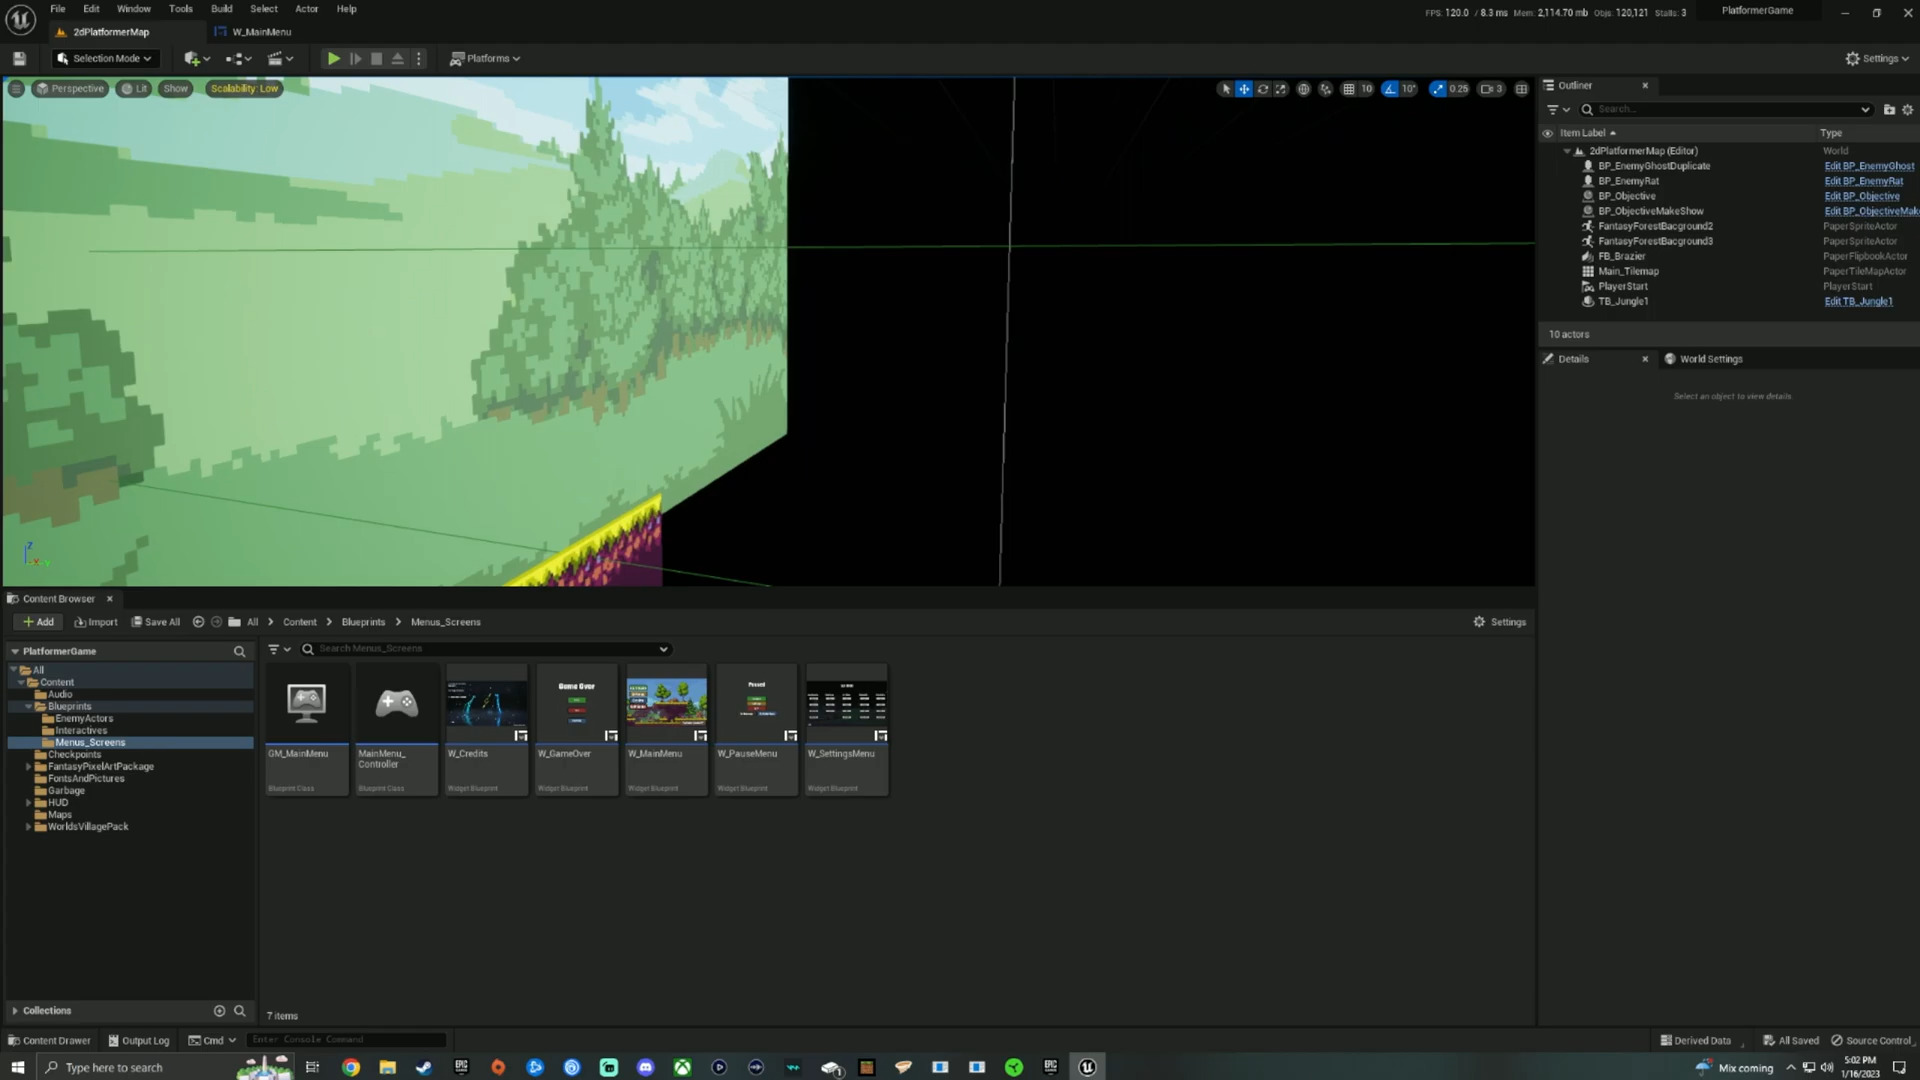 File Edit Window Tools Build Select Actor Help
FPS: 120.0 / 8.3 ms Mem: 2,114.70 mb Objs: 120,121 Stalls: 3 PlatformerGame
2dPlatformerMap W_MainMenu
Selection Mode Platforms Settings
Perspective Lit Show Scalability: Low 10 10° 0.25 3
Outliner
Search...
Item Label Type
2dPlatformerMap (Editor) World
BP_EnemyGhostDuplicate Edit BP_EnemyGhost
BP_EnemyRat Edit BP_EnemyRat
BP_Objective Edit BP_Objective
BP_ObjectiveMakeShow Edit BP_ObjectiveMake
FantasyForestBacground2 PaperSpriteActor
FantasyForestBacground3 PaperSpriteActor
FB_Brazier PaperFlipbookActor
Main_Tilemap PaperTileMapActor
PlayerStart PlayerStart
TB_Jungle1 Edit TB_Jungle1
10 actors
Details World Settings
Select an object to view details.
Z
Content Browser
Add Import Save All All Content Blueprints Menus_Screens Settings
PlatformerGame
Search Menus_Screens
All
Content
Audio
Blueprints
EnemyActors
Interactives
Menus_Screens
Checkpoints
FantasyPixelArtPackage
FontsAndPictures
Garbage
HUD
Maps
WorldsVillagePack
Game Over
Paused
GM_MainMenu
Blueprint Class
MainMenu_
Controller
Blueprint Class
W_Credits
Widget Blueprint
W_GameOver
Widget Blueprint
W_MainMenu
Widget Blueprint
W_PauseMenu
Widget Blueprint
W_SettingsMenu
Widget Blueprint
Collections
7 items
Content Drawer Output Log Cmd Enter Console Command Derived Data All Saved Source Control
Type here to search
EPIC GAMES
EPIC GAMES
Mix coming
5:02 PM
1/16/2023